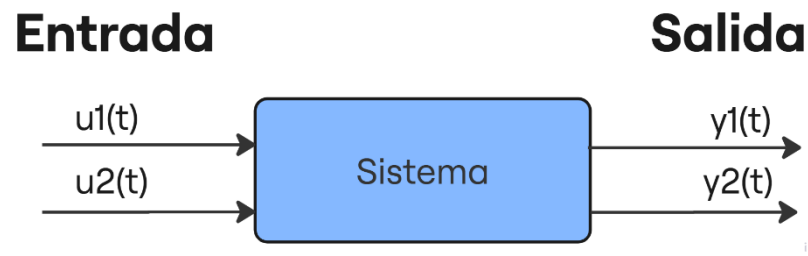 Entrada
Salida
u1(t)
y1(t)
Sistema
u2(t)
y2(t)